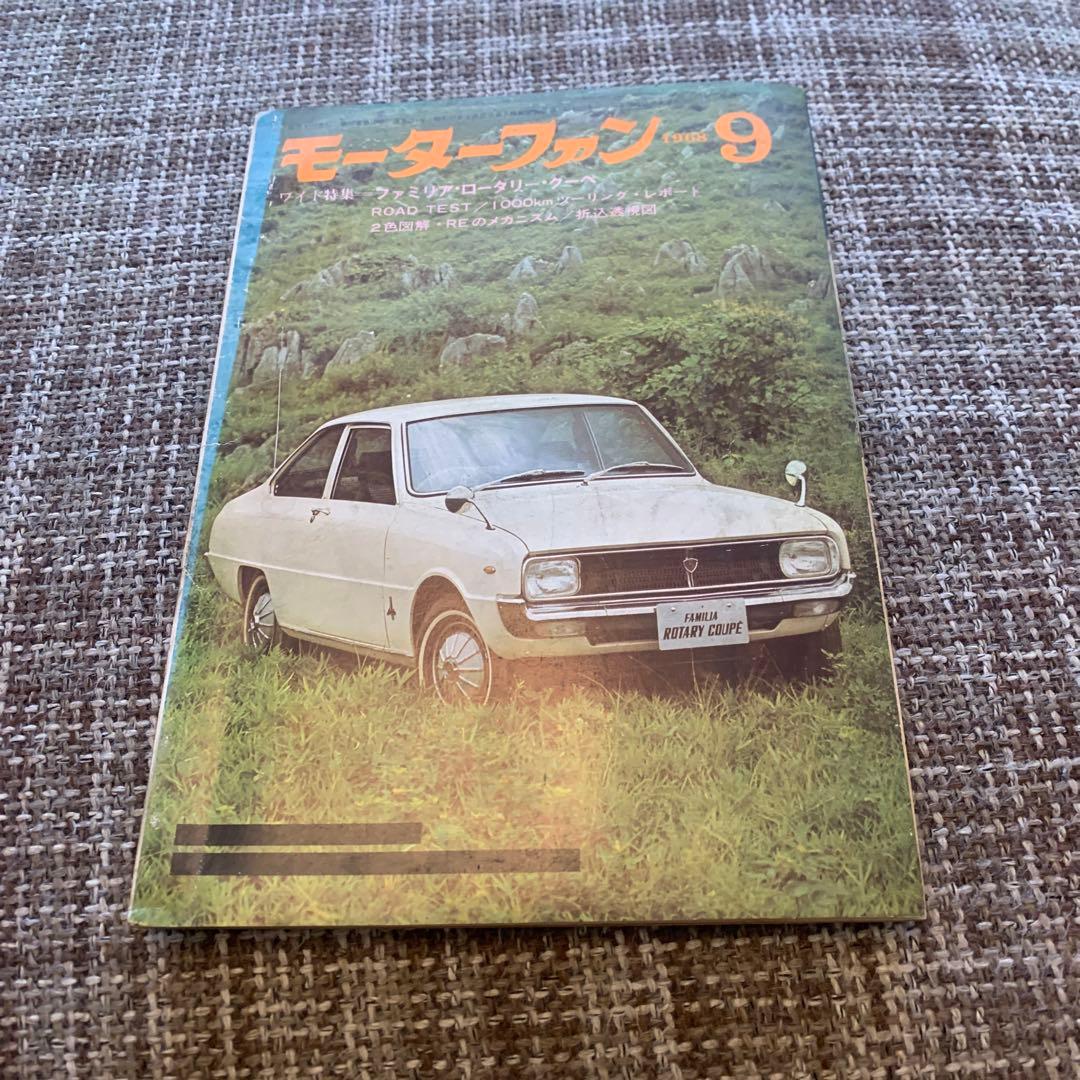 モーターファン 1968 9
ワイド特集—ファミリア・ロータリー・クーペ
ROAD TEST／1000kmツーリング・レポート
2色図解・REのメカニズム／折込透視図
FAMILIA
ROTARY COUPÉ